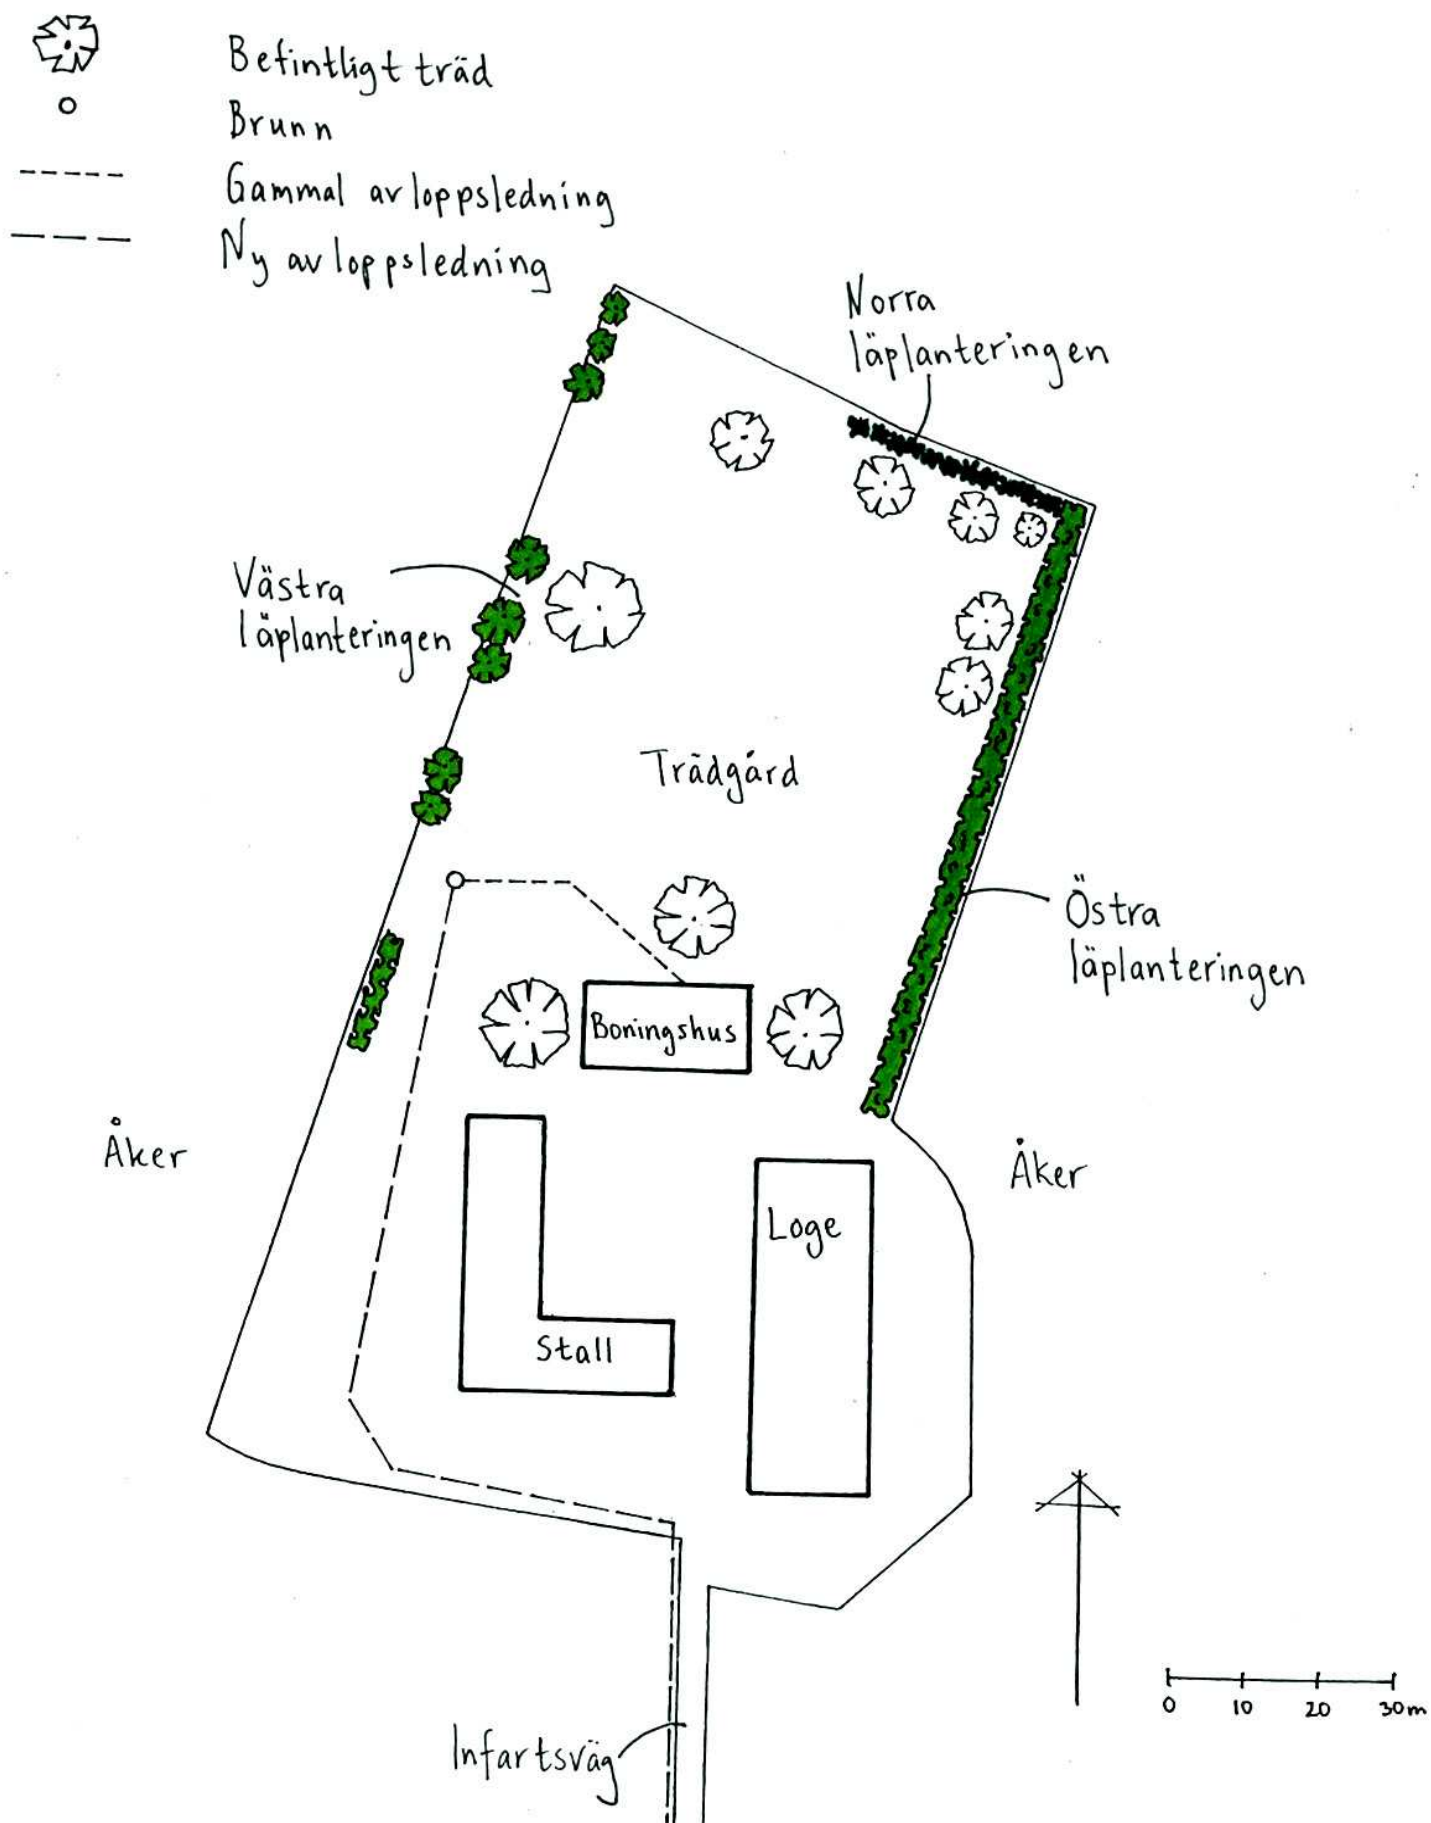 Befintligt träd
Brunn
Gammal avloppsledning
Ny avloppsledning
Norra
läplanteringen
Västra
läplanteringen
Trädgård
Östra
läplanteringen
Boningshus
Åker
Åker
Loge
Stall
0 10 20 30m
Infartsväg